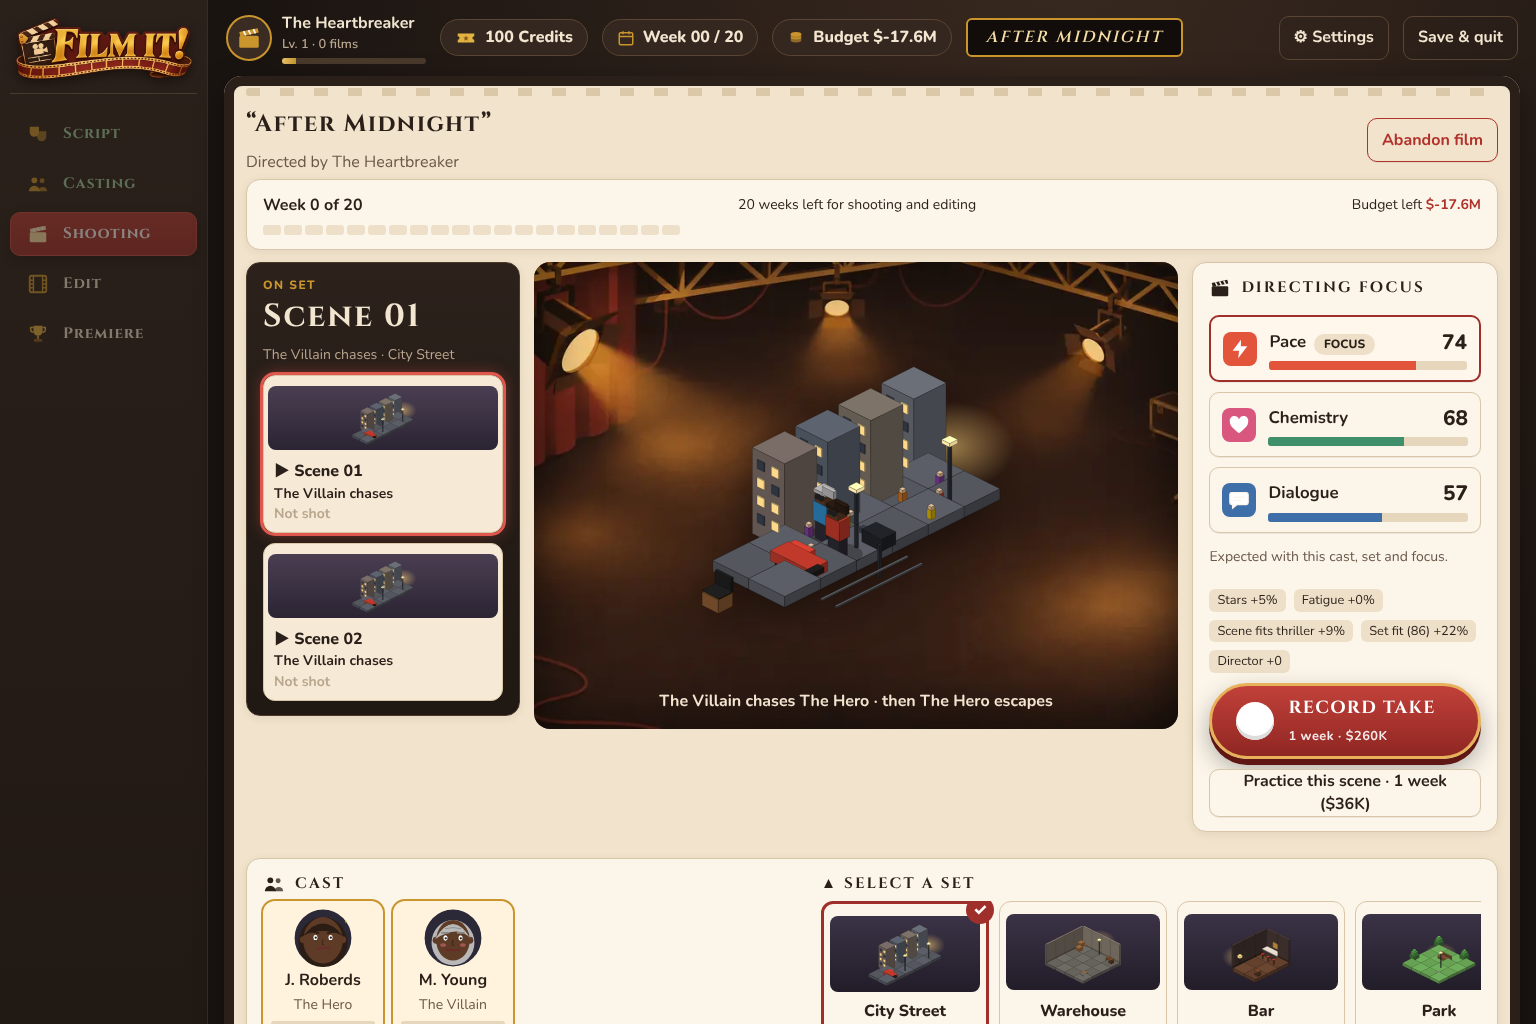 FILM IT!
The Heartbreaker
Lv. 1 · 0 films
100 Credits
Week 00 / 20
Budget $-17.6M
AFTER MIDNIGHT
⚙ Settings
Save & quit
Script
Casting
Shooting
Edit
Premiere
“After Midnight”
Directed by The Heartbreaker
Abandon film
Week 0 of 20
20 weeks left for shooting and editing
Budget left $-17.6M
ON SET
Scene 01
The Villain chases · City Street
▶ Scene 01
The Villain chases
Not shot
▶ Scene 02
The Villain chases
Not shot
The Villain chases The Hero · then The Hero escapes
DIRECTING FOCUS
Pace FOCUS 74
Chemistry 68
Dialogue 57
Expected with this cast, set and focus.
Stars +5% Fatigue +0%
Scene fits thriller +9% Set fit (86) +22%
Director +0
RECORD TAKE
1 week · $260K
Practice this scene · 1 week
($36K)
CAST
J. Roberds
The Hero
M. Young
The Villain
▲ SELECT A SET
City Street
Warehouse
Bar
Park